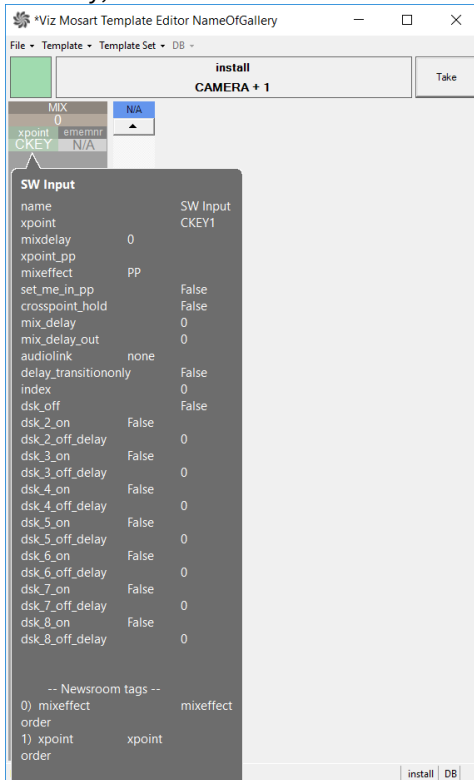 *Viz Mosart Template Editor NameOfGallery
File Template Template Set DB
install
CAMERA + 1
Take
MIX
0
xpoint ememnr
CKEY N/A
N/A
SW Input
name SW Input
xpoint CKEY1
mixdelay 0
xpoint_pp
mixeffect PP
set_me_in_pp False
crosspoint_hold False
mix_delay 0
mix_delay_out 0
audiolink none
delay_transitiononly False
index 0
dsk_off False
dsk_2_on False
dsk_2_off_delay 0
dsk_3_on False
dsk_3_off_delay 0
dsk_4_on False
dsk_4_off_delay 0
dsk_5_on False
dsk_5_off_delay 0
dsk_6_on False
dsk_6_off_delay 0
dsk_7_on False
dsk_7_off_delay 0
dsk_8_on False
dsk_8_off_delay 0
-- Newsroom tags --
0) mixeffect mixeffect
order
1) xpoint xpoint
order
install DB